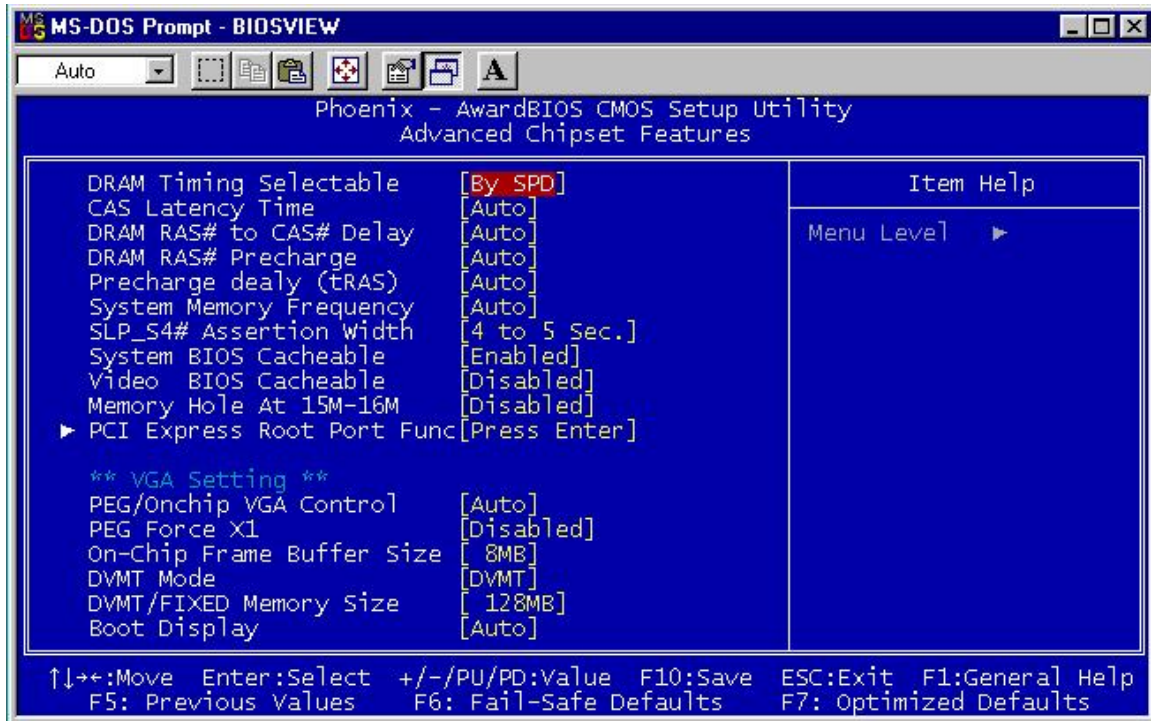 MS-DOS Prompt - BIOSVIEW
Auto
A
Phoenix - AwardBIOS CMOS Setup Utility
Advanced Chipset Features
DRAM Timing Selectable [By SPD]
CAS Latency Time [Auto]
DRAM RAS# to CAS# Delay [Auto]
DRAM RAS# Precharge [Auto]
Precharge dealy (tRAS) [Auto]
System Memory Frequency [Auto]
SLP_S4# Assertion Width [4 to 5 Sec.]
System BIOS Cacheable [Enabled]
Video BIOS Cacheable [Disabled]
Memory Hole At 15M-16M [Disabled]
► PCI Express Root Port Func[Press Enter]
** VGA Setting **
PEG/Onchip VGA Control [Auto]
PEG Force X1 [Disabled]
On-Chip Frame Buffer Size [ 8MB]
DVMT Mode [DVMT]
DVMT/FIXED Memory Size [ 128MB]
Boot Display [Auto]
Item Help
Menu Level ►
↑↓→←:Move Enter:Select +/-/PU/PD:Value F10:Save ESC:Exit F1:General Help
F5: Previous Values F6: Fail-Safe Defaults F7: Optimized Defaults